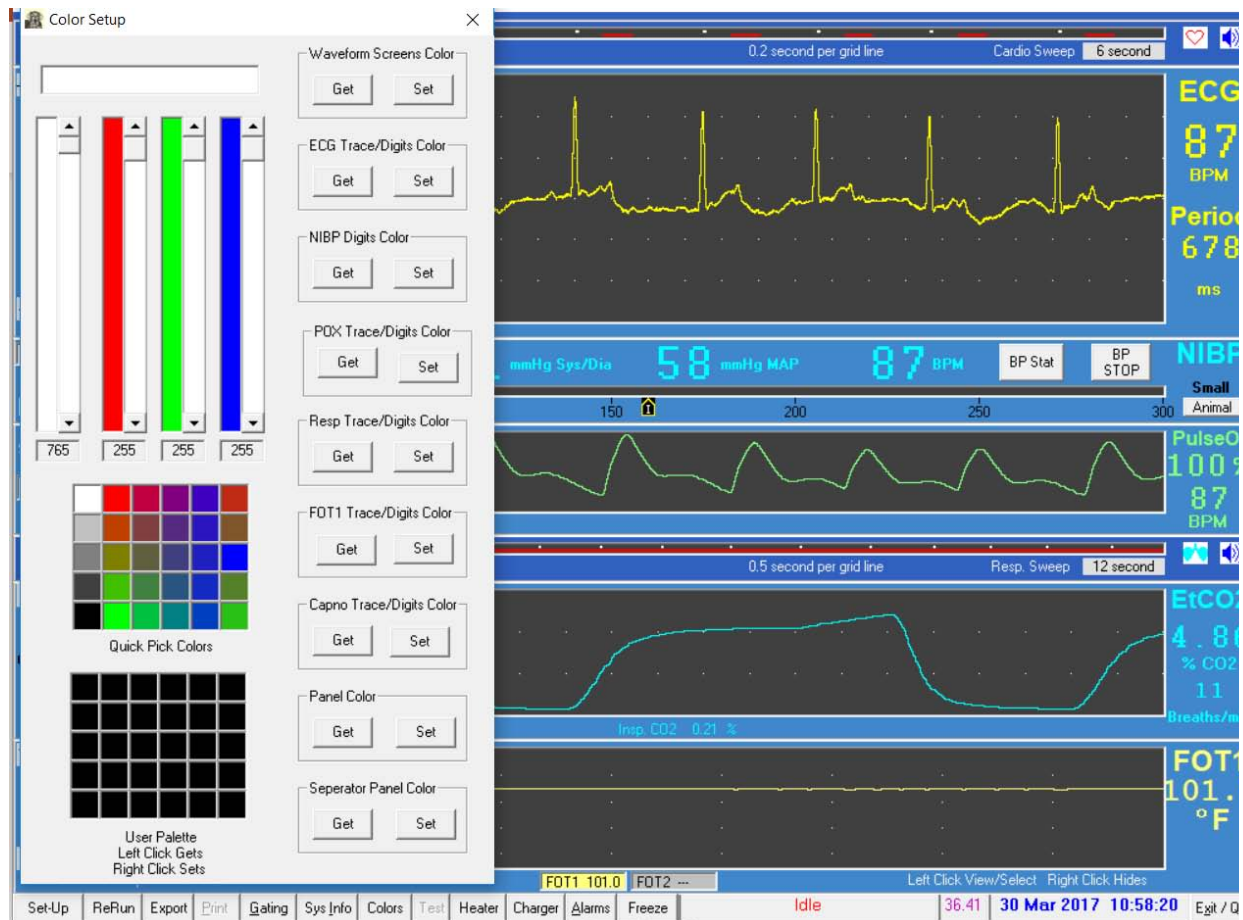 Color Setup
Waveform Screens Color
Get Set
ECG Trace/Digits Color
Get Set
NIBP Digits Color
Get Set
POX Trace/Digits Color
Get Set
Resp Trace/Digits Color
Get Set
FOT1 Trace/Digits Color
Get Set
Capno Trace/Digits Color
Get Set
Panel Color
Get Set
Seperator Panel Color
Get Set
765 255 255 255
Quick Pick Colors
User Palette
Left Click Gets
Right Click Sets
0.2 second per grid line Cardio Sweep 6 second
ECG
87
BPM
Period
678
ms
mmHg Sys/Dia 58 mmHg MAP 87 BPM BP Stat BP STOP NIBP
Small
Animal
150 200 250 300
100%
87
BPM
0.5 second per grid line Resp. Sweep 12 second
EtCO2
4.86
% CO2
11
Insp. CO2 0.21 %
FOT1
101.
°F
FOT1 101.0 FOT2 ---
Left Click View/Select Right Click Hides
Set-Up ReRun Export Print Gating Sys Info Colors Test Heater Charger Alarms Freeze Idle 36.41 30 Mar 2017 10:58:20 Exit / Q